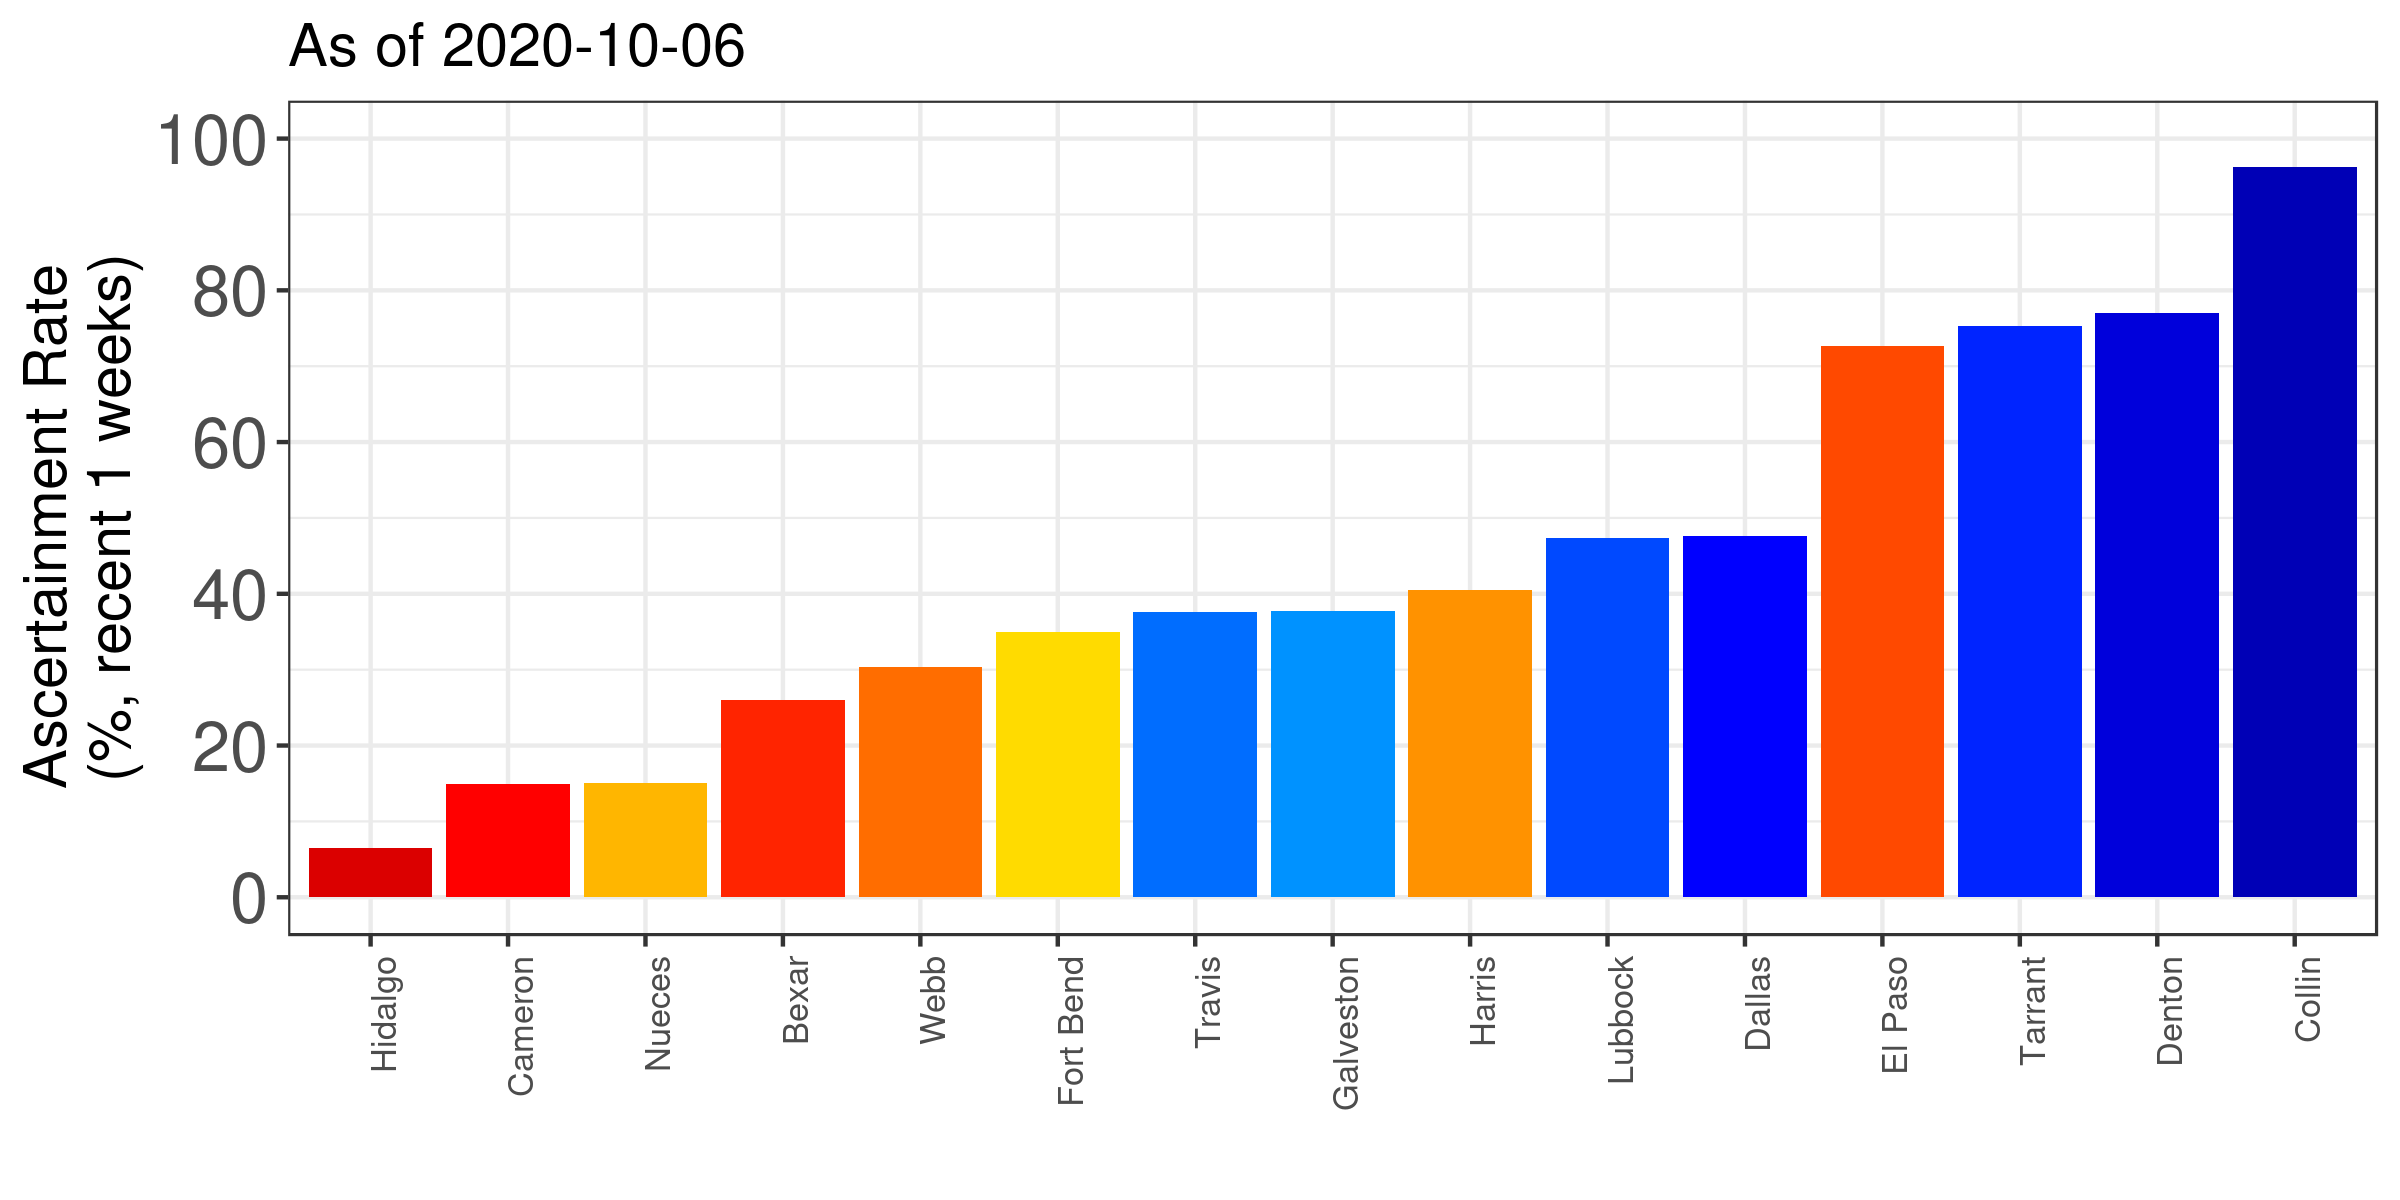 As of 2020-10-06
Ascertainment Rate
(%, recent 1 weeks)
100
80
60
40
20
0
Hidalgo
Cameron
Nueces
Bexar
Webb
Fort Bend
Travis
Galveston
Harris
Lubbock
Dallas
El Paso
Tarrant
Denton
Collin